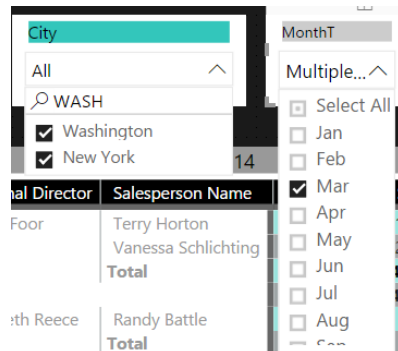 City
All
WASH
Washington
New York
MonthT
Multiple...
Select All
Jan
Feb
Mar
Apr
May
Jun
Jul
Aug
14
nal Director Salesperson Name
Foor Terry Horton
Vanessa Schlichting
Total
eth Reece Randy Battle
Total